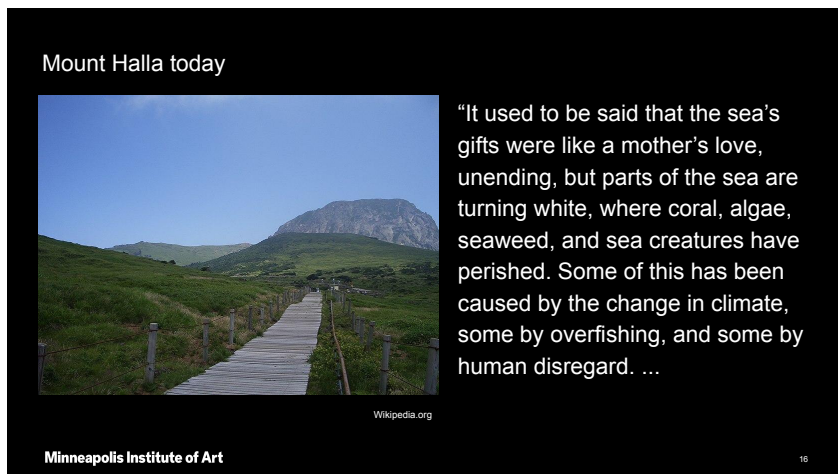 Mount Halla today
“It used to be said that the sea’s
gifts were like a mother’s love,
unending, but parts of the sea are
turning white, where coral, algae,
seaweed, and sea creatures have
perished. Some of this has been
caused by the change in climate,
some by overfishing, and some by
human disregard. ...
Wikipedia.org
Minneapolis Institute of Art
16